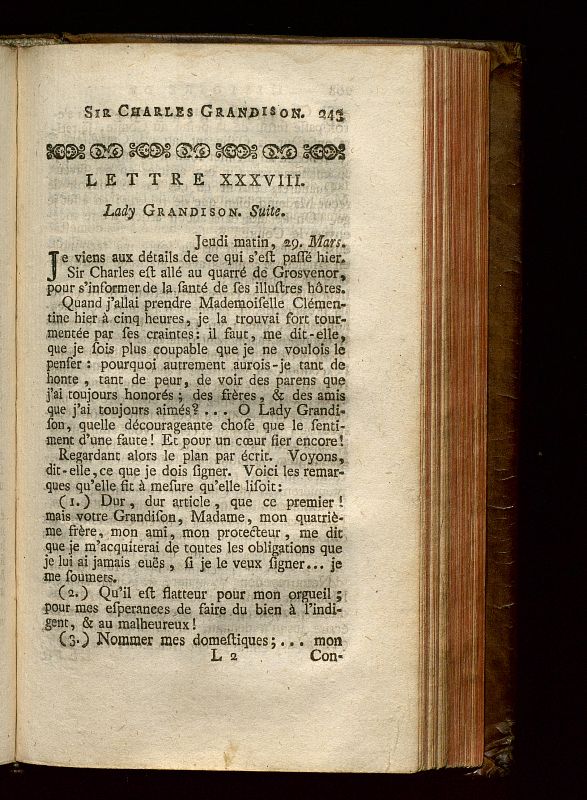 SIR CHARLES GRANDISON. 243
LETTRE XXXVIII.
Lady GRANDISON. Suite.
Jeudi matin, 29. Mars.
Je viens aux détails de ce qui s'eſt paſſé hier.
Sir Charles eſt allé au quarré de Groſvenor,
pour s'informer de la ſanté de ſes illuſtres hôtes.
Quand j'allai prendre Mademoiſelle Clémen-
tine hier à cinq heures, je la trouvai fort tour-
mentée par ſes craintes: il faut, me dit-elle,
que je ſois plus coupable que je ne voulois le
penſer: pourquoi autrement aurois-je tant de
honte, tant de peur, de voir des parens que
j'ai toujours honorés; des frères, & des amis
que j'ai toujours aimés? ... O Lady Grandi-
ſon, quelle décourageante choſe que le ſenti-
ment d'une faute! Et pour un cœur fier encore!
Regardant alors le plan par écrit. Voyons,
dit-elle, ce que je dois ſigner. Voici les remar-
ques qu'elle fit à meſure qu'elle liſoit:
(1.) Dur, dur article, que ce premier!
mais votre Grandiſon, Madame, mon quatriè-
me frère, mon ami, mon protecteur, me dit
que je m'acquiterai de toutes les obligations que
je lui ai jamais euës, ſi je le veux ſigner... je
me ſoumets.
(2.) Qu'il eſt flatteur pour mon orgueil;
pour mes eſperances de faire du bien à l'indi-
gent, & au malheureux!
(3.) Nommer mes domeſtiques;... mon
L 2 Con-